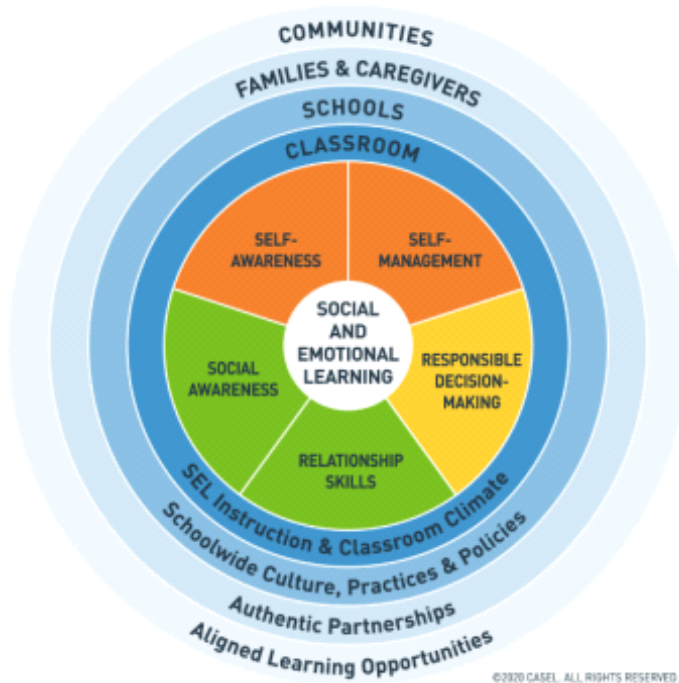 COMMUNITIES
FAMILIES & CAREGIVERS
SCHOOLS
CLASSROOM
SELF-
AWARENESS
SELF-
MANAGEMENT
SOCIAL
AND
EMOTIONAL
LEARNING
SOCIAL
AWARENESS
RESPONSIBLE
DECISION-
MAKING
RELATIONSHIP
SKILLS
SEL Instruction & Classroom Climate
Schoolwide Culture, Practices & Policies
Authentic Partnerships
Aligned Learning Opportunities
©2020 CASEL. ALL RIGHTS RESERVED.